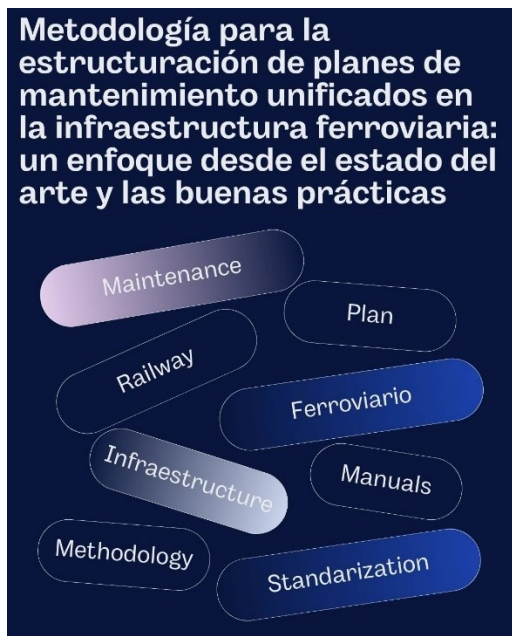 Metodología para la
estructuración de planes de
mantenimiento unificados en
la infraestructura ferroviaria:
un enfoque desde el estado del
arte y las buenas prácticas
Maintenance
Plan
Railway
Ferroviario
Infraestructure
Manuals
Methodology
Standarization